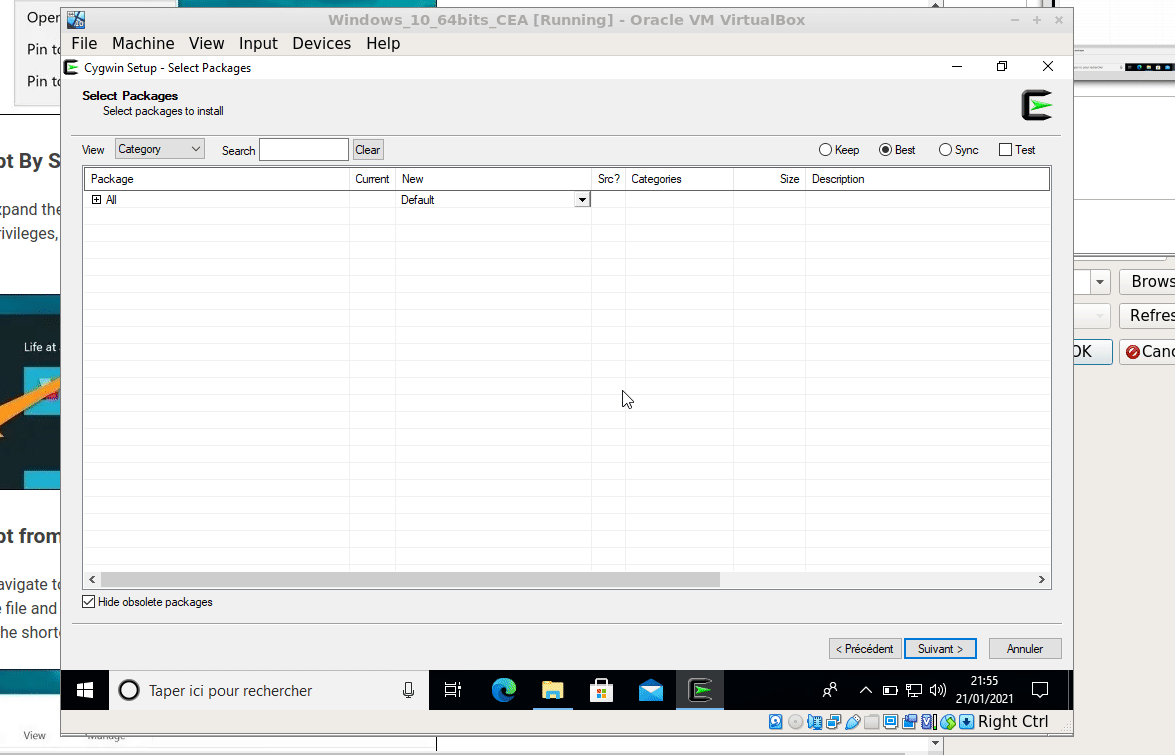 Windows_10_64bits_CEA [Running] - Oracle VM VirtualBox
File Machine View Input Devices Help
Cygwin Setup - Select Packages
Select Packages
Select packages to install
View Category Search Clear Keep Best Sync Test
Package Current New Src? Categories Size Description
All Default
Hide obsolete packages
< Précédent Suivant > Annuler
Taper ici pour rechercher
21:55
21/01/2021
Right Ctrl
Pin to
Pin to
pt By S
xpand the
rivileges,
Life at
pt from
avigate to
e file and
he short
View Manage
Brows
Refres
OK Canc